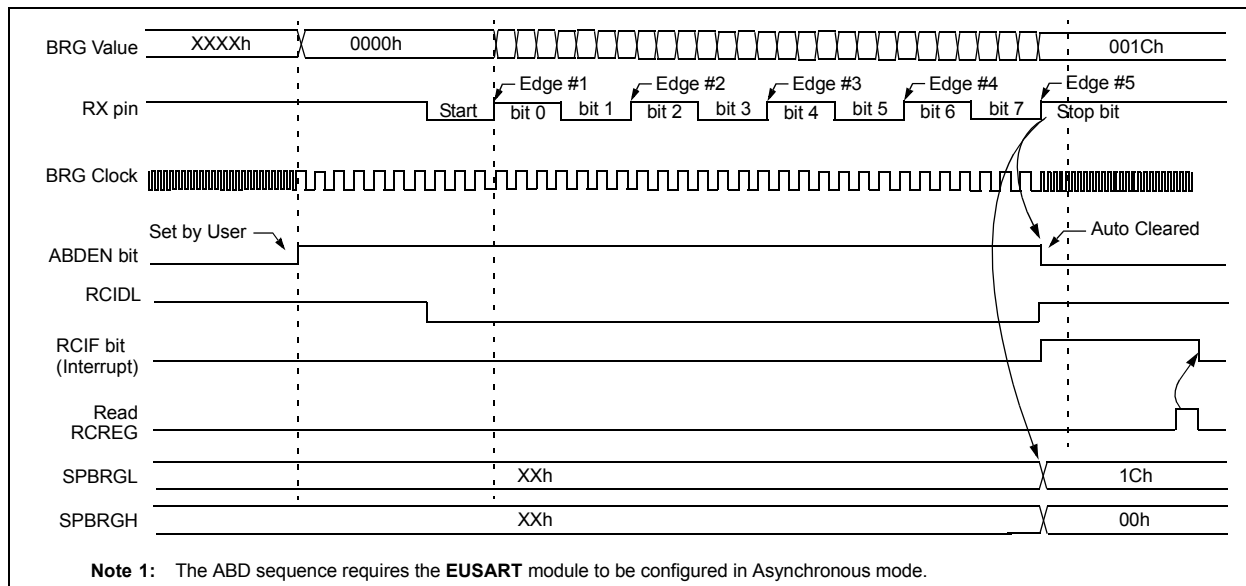 BRG Value XXXXh 0000h 001Ch
Edge #1 Edge #2 Edge #3 Edge #4 Edge #5
RX pin Start bit 0 bit 1 bit 2 bit 3 bit 4 bit 5 bit 6 bit 7 Stop bit
BRG Clock
Set by User Auto Cleared
ABDEN bit
RCIDL
RCIF bit
(Interrupt)
Read
RCREG
SPBRGL XXh 1Ch
SPBRGH XXh 00h
Note 1: The ABD sequence requires the EUSART module to be configured in Asynchronous mode.